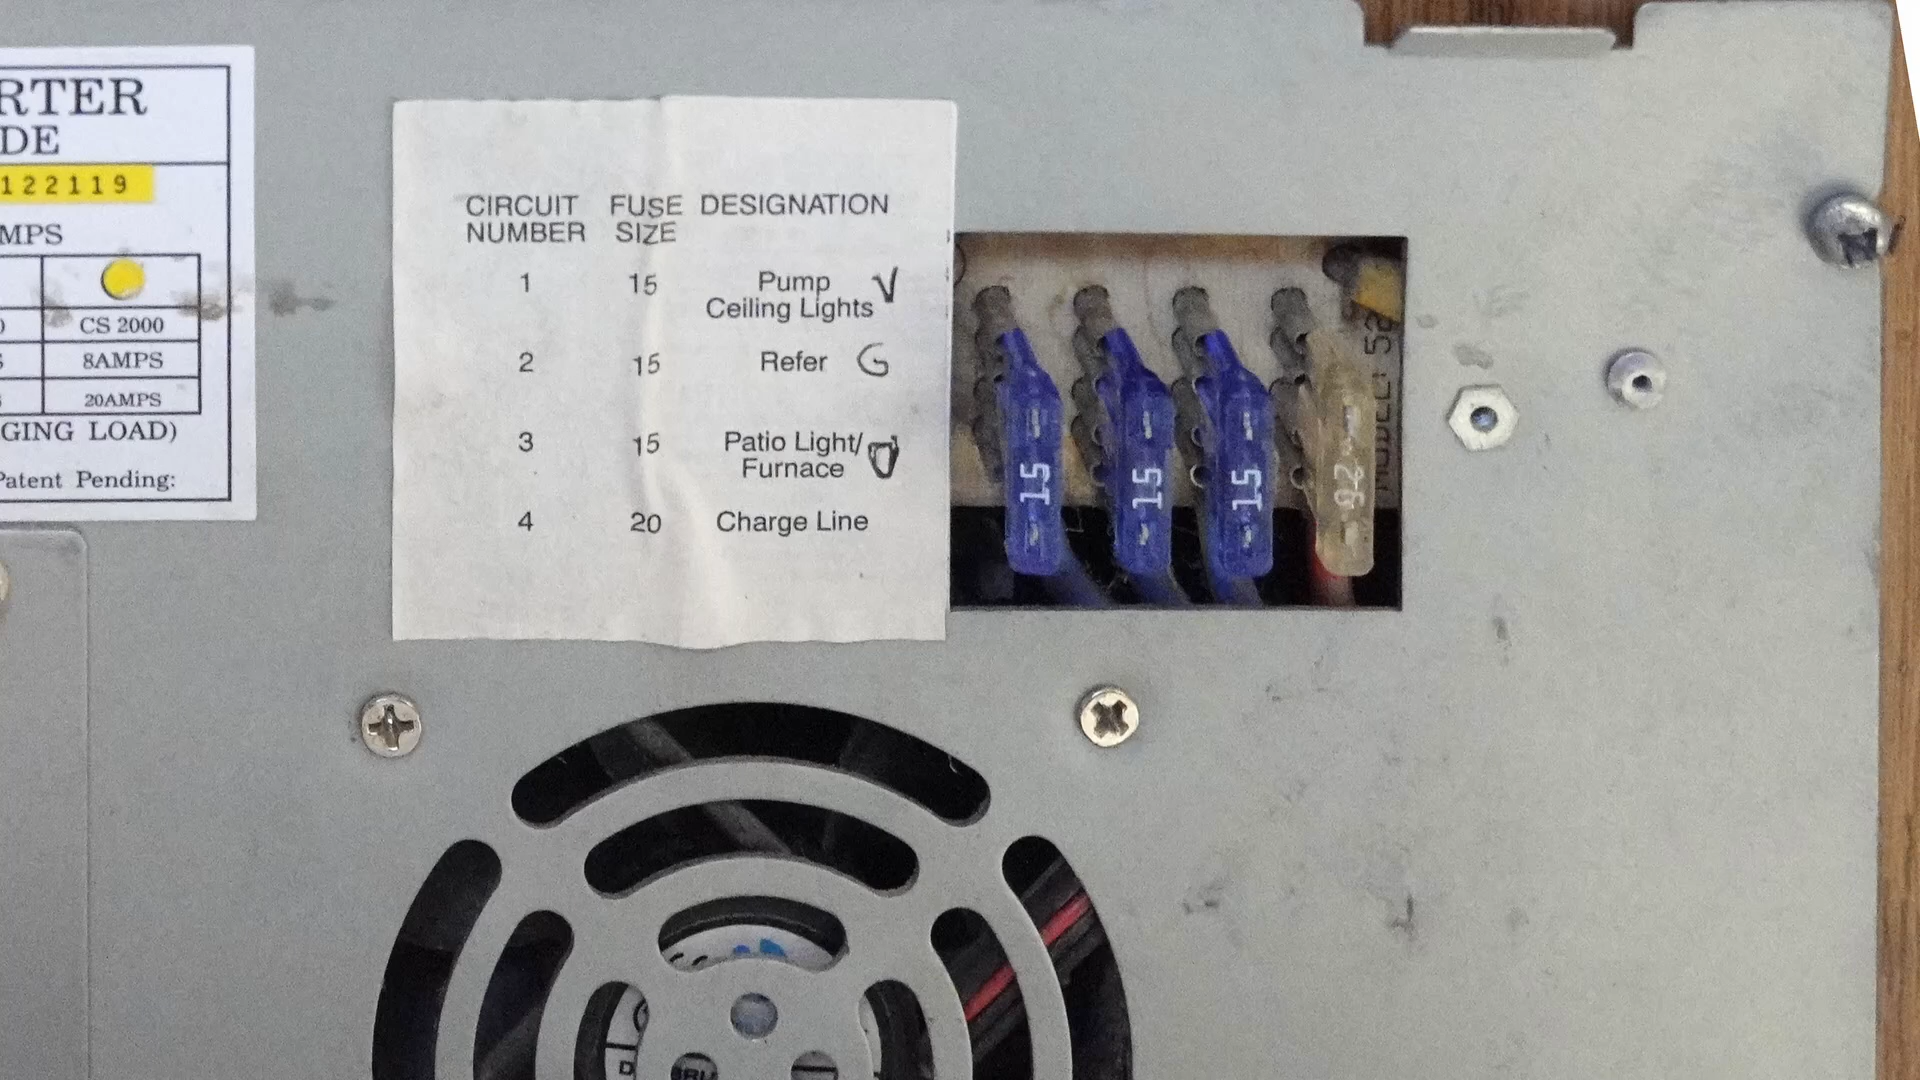 RTER
DE
122119
MPS
CS 2000
8AMPS
20AMPS
GING LOAD)
Patent Pending:
CIRCUIT NUMBER FUSE SIZE DESIGNATION
1 15 Pump Ceiling Lights V
2 15 Refer G
3 15 Patio Light/ Furnace O
4 20 Charge Line
15 15 15
BRU